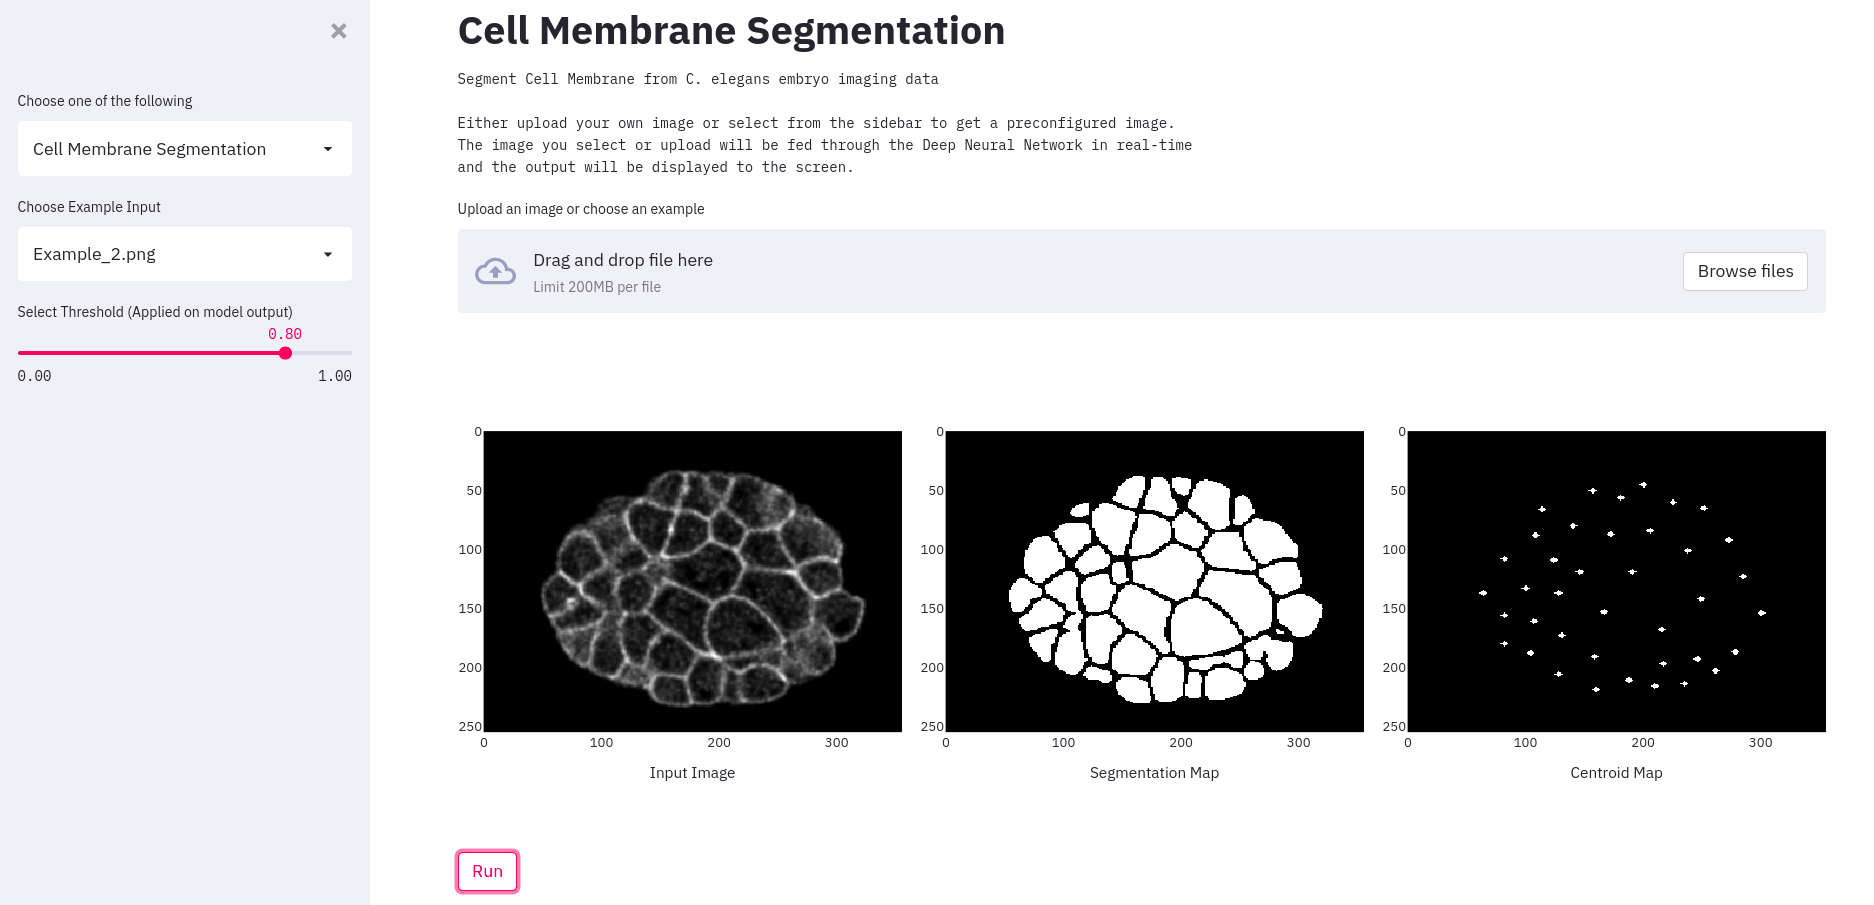 ×
Choose one of the following
Cell Membrane Segmentation
Choose Example Input
Example_2.png
Select Threshold (Applied on model output)
0.80
0.00 1.00
Cell Membrane Segmentation
Segment Cell Membrane from C. elegans embryo imaging data
Either upload your own image or select from the sidebar to get a preconfigured image.
The image you select or upload will be fed through the Deep Neural Network in real-time
and the output will be displayed to the screen.
Upload an image or choose an example
Drag and drop file here
Limit 200MB per file
Browse files
0
50
100
150
200
250
0 100 200 300
Input Image
0
50
100
150
200
250
0 100 200 300
Segmentation Map
0
50
100
150
200
250
0 100 200 300
Centroid Map
Run